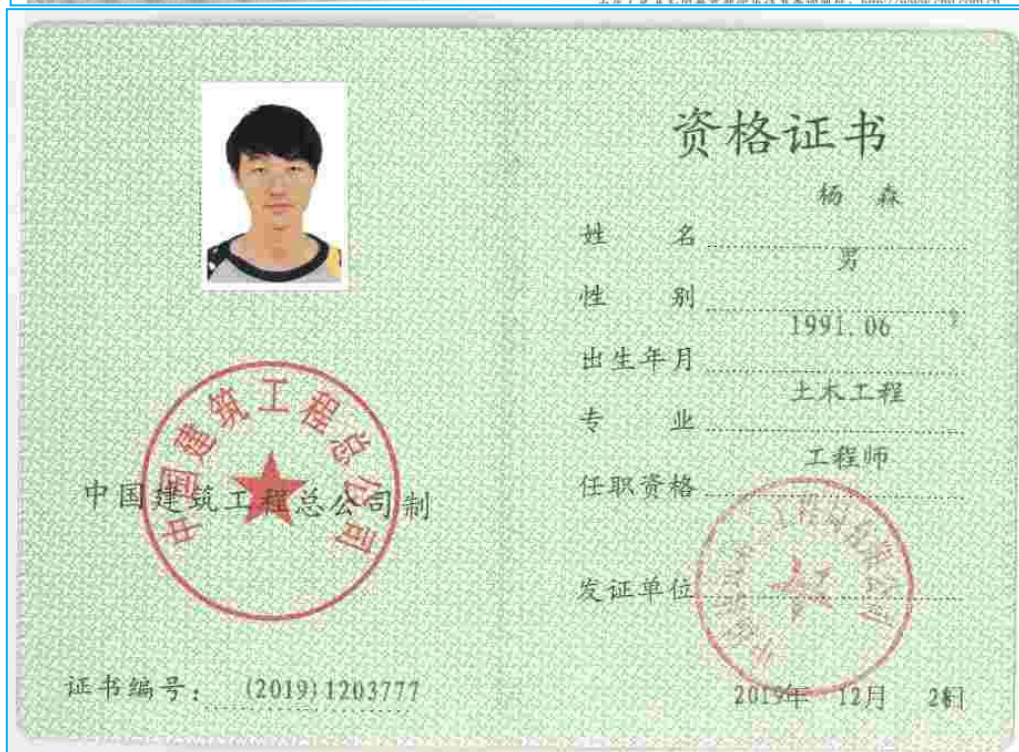 中国建筑工程总公司
中国建筑工程总公司制
证书编号： (2019)1203777
资格证书
姓 名 杨 森
性 别 男
出生年月 1991.06
专 业 土木工程
任职资格 工程师
发证单位
2019年 12月 日